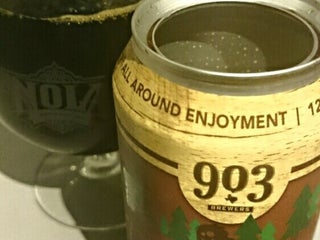 NOLA
ALL AROUND ENJOYMENT | 12
903
BREWERS